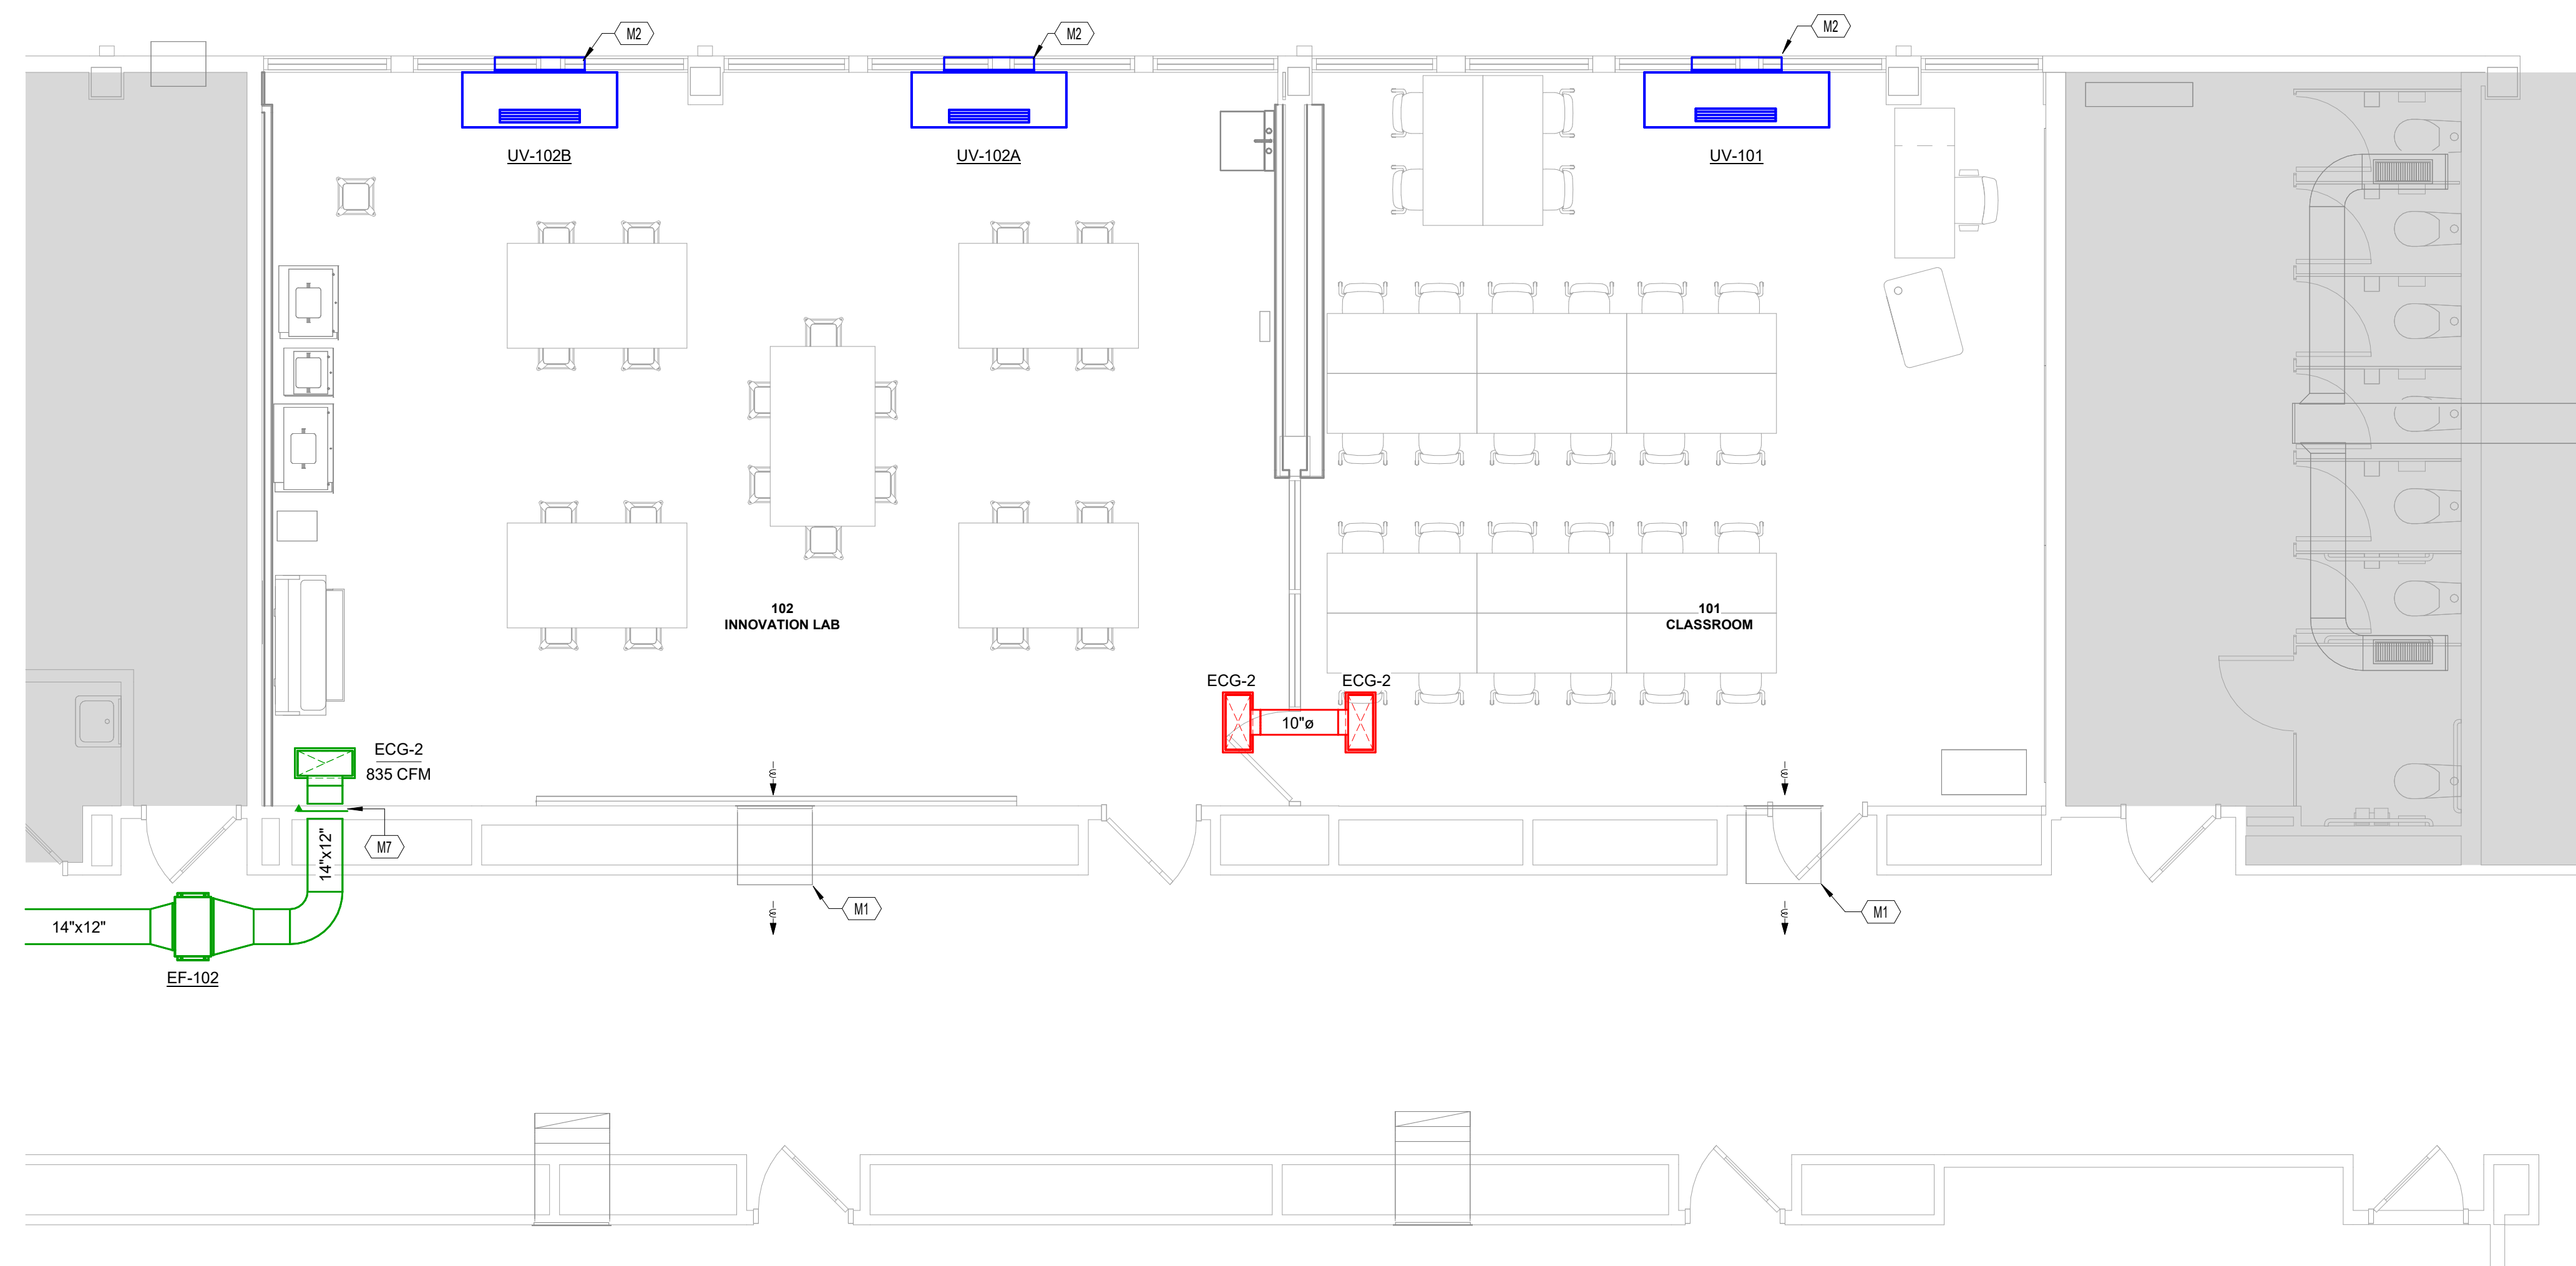 M2
M2
M2
UV-102B
UV-102A
UV-101
102
INNOVATION LAB
101
CLASSROOM
ECG-2
ECG-2
10"ø
ECG-2
835 CFM
M7
14"x12"
14"x12"
EF-102
M1
M1